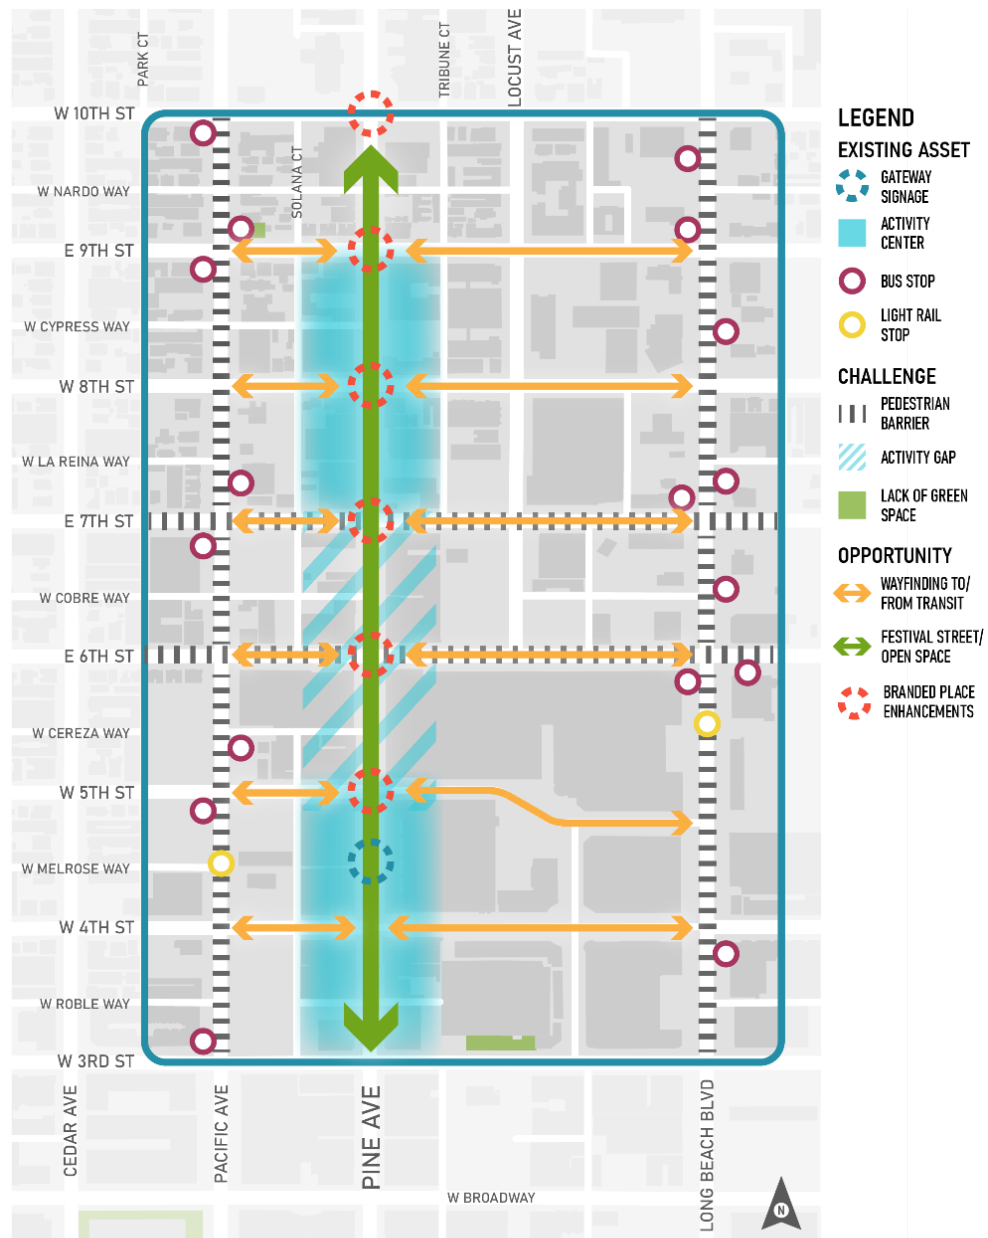 PARK CT
TRIBUNE CT
LOCUST AVE
W 10TH ST
SOLANA CT
W NARDO WAY
E 9TH ST
W CYPRESS WAY
W 8TH ST
W LA REINA WAY
E 7TH ST
W COBRE WAY
E 6TH ST
W CEREZA WAY
W 5TH ST
W MELROSE WAY
W 4TH ST
W ROBLE WAY
W 3RD ST
CEDAR AVE
PACIFIC AVE
PINE AVE
LONG BEACH BLVD
W BROADWAY
N
LEGEND
EXISTING ASSET
GATEWAY
SIGNAGE
ACTIVITY
CENTER
BUS STOP
LIGHT RAIL
STOP
CHALLENGE
PEDESTRIAN
BARRIER
ACTIVITY GAP
LACK OF GREEN
SPACE
OPPORTUNITY
WAYFINDING TO/
FROM TRANSIT
FESTIVAL STREET/
OPEN SPACE
BRANDED PLACE
ENHANCEMENTS